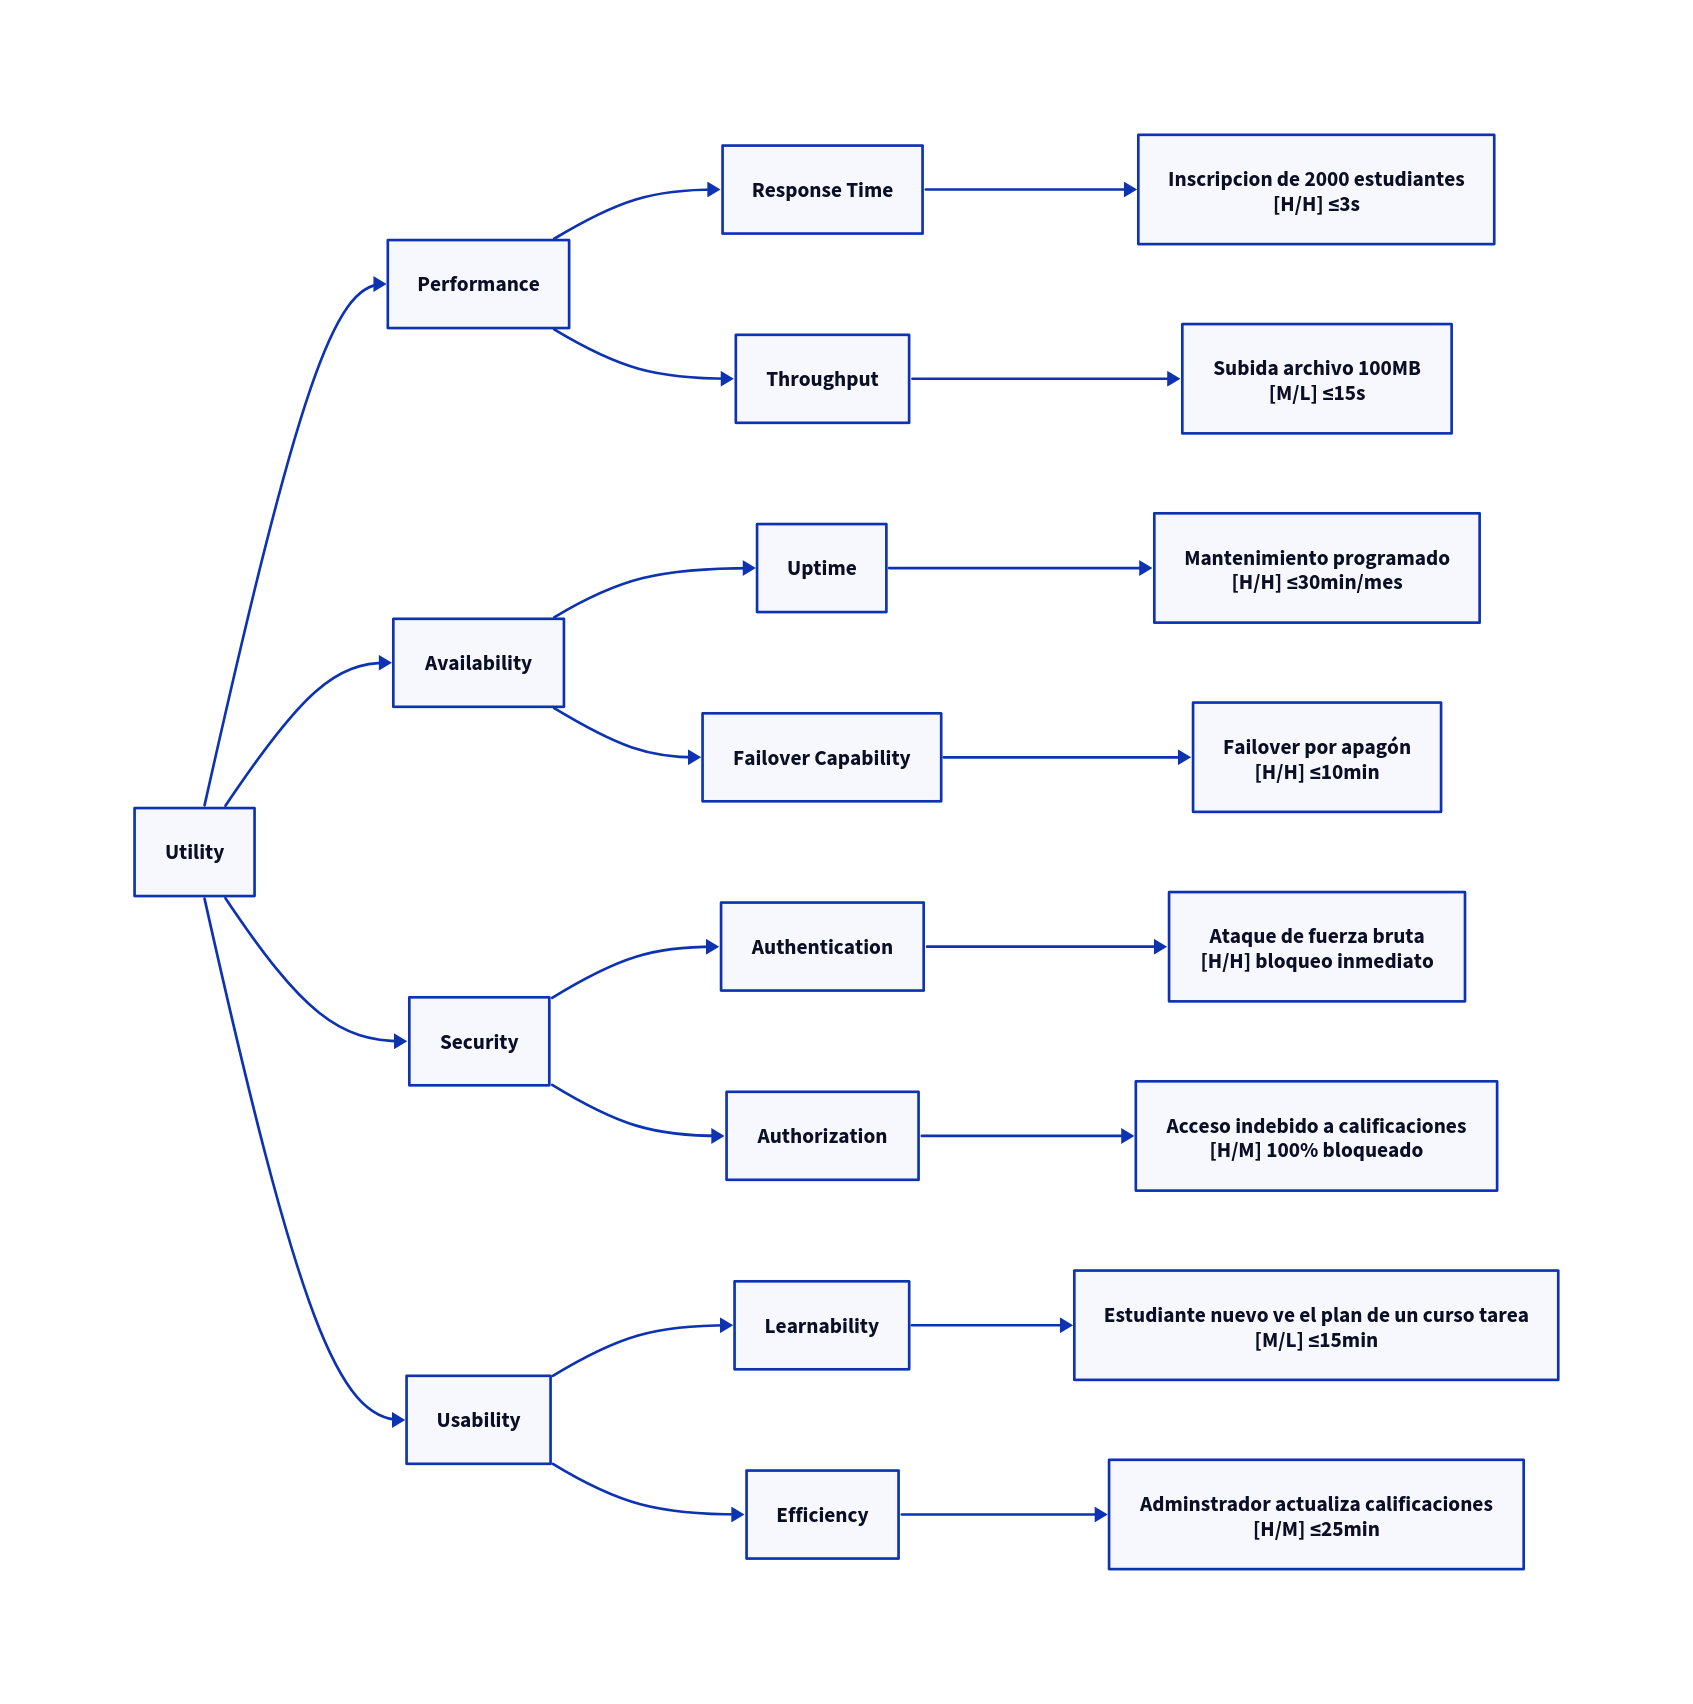 Utility
Performance
Response Time
Inscripcion de 2000 estudiantes
[H/H] ≤3s
Throughput
Subida archivo 100MB
[M/L] ≤15s
Availability
Uptime
Mantenimiento programado
[H/H] ≤30min/mes
Failover Capability
Failover por apagón
[H/H] ≤10min
Security
Authentication
Ataque de fuerza bruta
[H/H] bloqueo inmediato
Authorization
Acceso indebido a calificaciones
[H/M] 100% bloqueado
Usability
Learnability
Estudiante nuevo ve el plan de un curso tarea
[M/L] ≤15min
Efficiency
Adminstrador actualiza calificaciones
[H/M] ≤25min